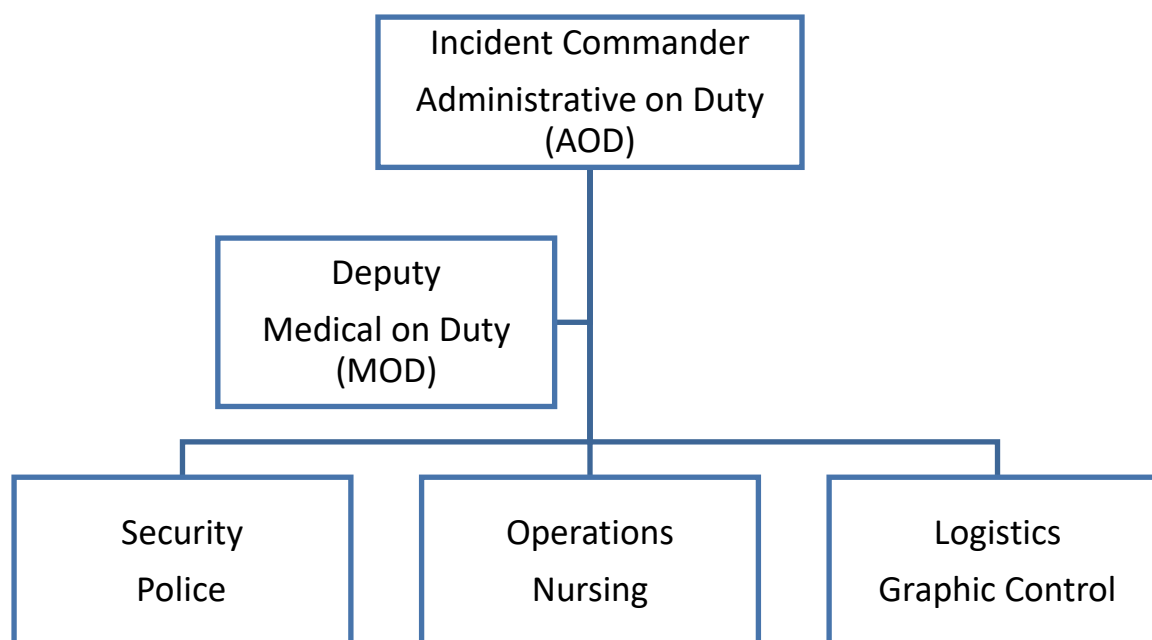 Incident Commander
Administrative on Duty
(AOD)
Deputy
Medical on Duty
(MOD)
Security
Police
Operations
Nursing
Logistics
Graphic Control